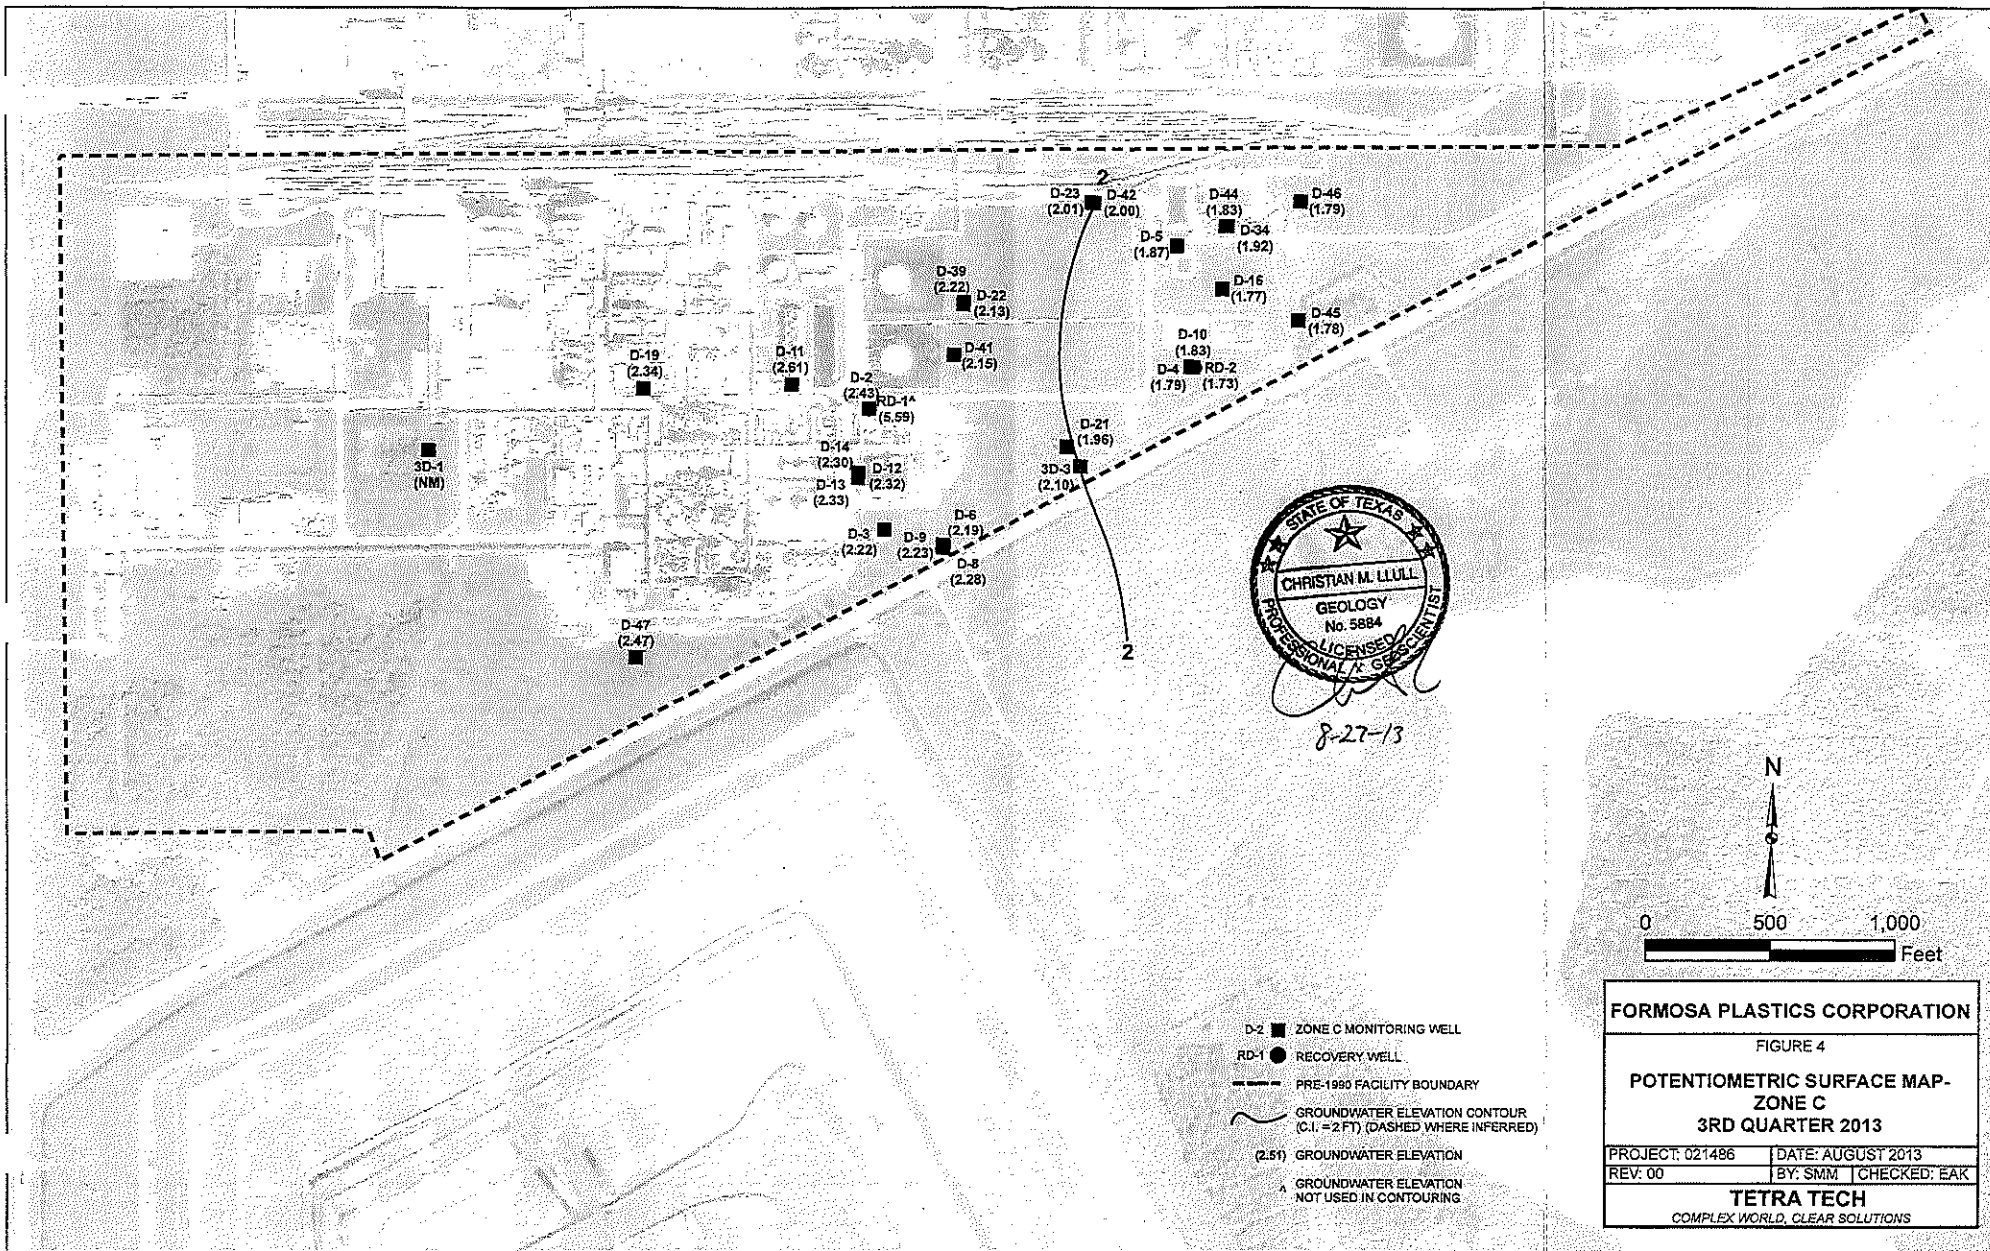 2
D-23
(2.01)
D-42
(2.00)
D-44
(1.83)
D-46
(1.79)
D-5
(1.87)
D-34
(1.92)
D-39
(2.22)
D-22
(2.13)
D-16
(1.77)
D-45
(1.78)
D-10
(1.83)
D-19
(2.34)
D-11
(2.61)
D-41
(2.15)
D-4
(1.79)
RD-2
(1.73)
D-2
(2.43)
RD-1^
(5.59)
D-21
(1.96)
3D-1
(NM)
D-14
(2.30)
D-12
(2.32)
D-13
(2.33)
3D-3
(2.10)
D-3
(2.22)
D-9
(2.23)
D-6
(2.19)
D-8
(2.28)
D-47
(2.47)
2
STATE OF TEXAS
CHRISTIAN M. LLULL
GEOLOGY
No. 5884
LICENSED
PROFESSIONAL GEOSCIENTIST
8-27-13
N
0 500 1,000
Feet
D-2 ZONE C MONITORING WELL
RD-1 RECOVERY WELL
PRE-1990 FACILITY BOUNDARY
GROUNDWATER ELEVATION CONTOUR
(C.I. = 2 FT) (DASHED WHERE INFERRED)
(2.51) GROUNDWATER ELEVATION
^ GROUNDWATER ELEVATION
NOT USED IN CONTOURING
FORMOSA PLASTICS CORPORATION
FIGURE 4
POTENTIOMETRIC SURFACE MAP-
ZONE C
3RD QUARTER 2013
PROJECT: 021486 DATE: AUGUST 2013
REV: 00 BY: SMM CHECKED: EAK
TETRA TECH
COMPLEX WORLD, CLEAR SOLUTIONS